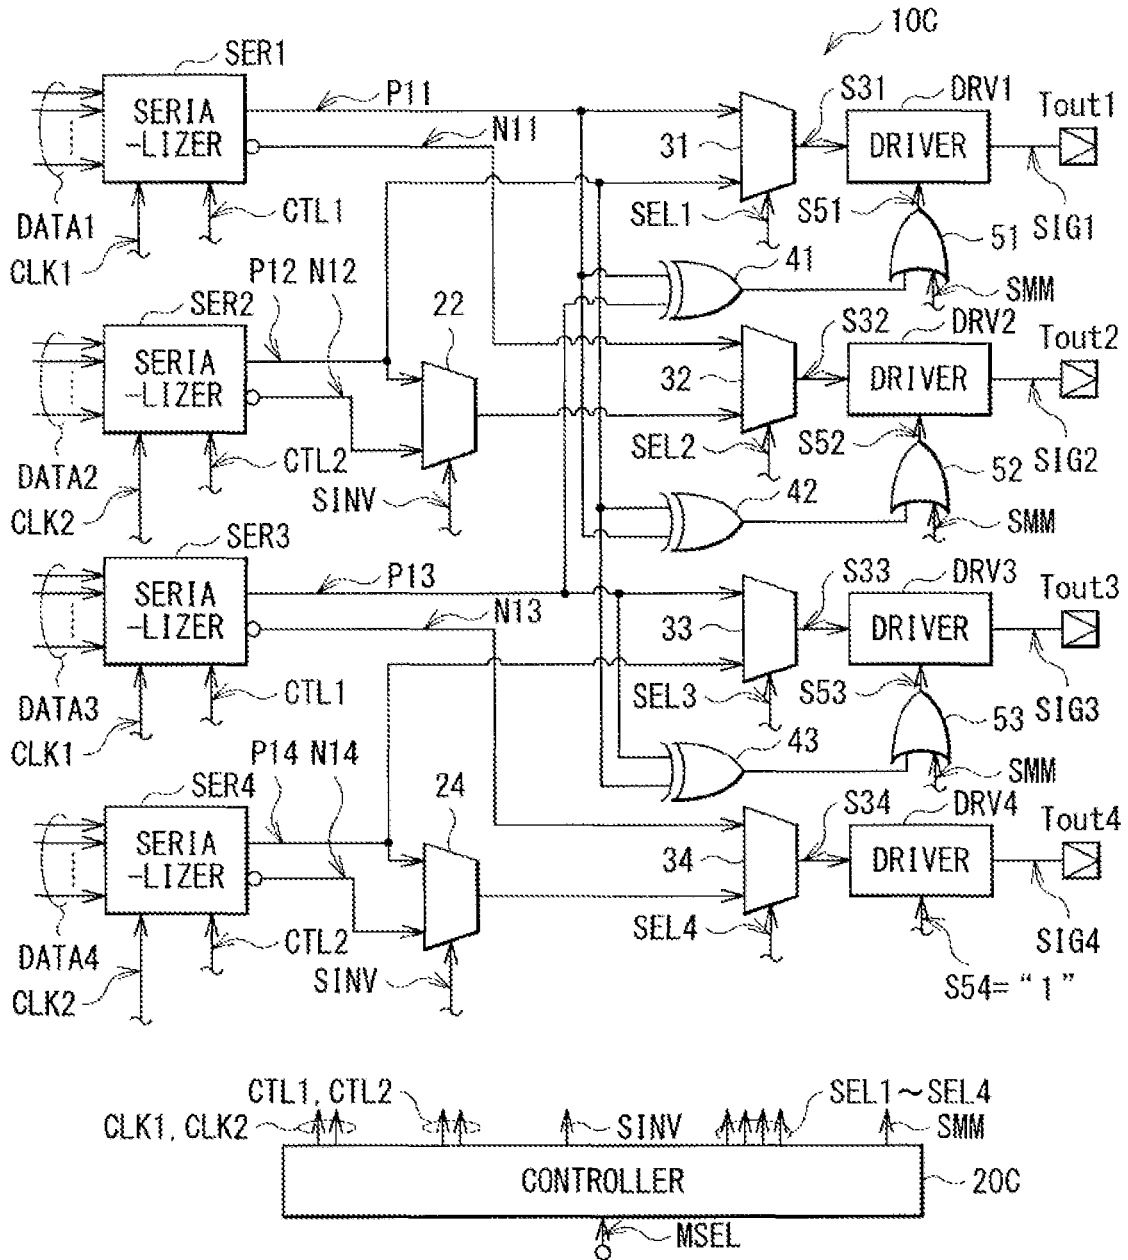 10C
SER1
SERIA
-LIZER
P11
N11
31
S31
DRV1
DRIVER
Tout1
DATA1
CLK1
CTL1
SEL1
S51
51
SIG1
SMM
41
SER2
SERIA
-LIZER
P12 N12
22
32
S32
DRV2
DRIVER
Tout2
DATA2
CLK2
CTL2
SINV
SEL2
S52
52
SIG2
SMM
42
SER3
SERIA
-LIZER
P13
N13
33
S33
DRV3
DRIVER
Tout3
DATA3
CLK1
CTL1
SEL3
S53
53
SIG3
SMM
43
SER4
SERIA
-LIZER
P14 N14
24
34
S34
DRV4
DRIVER
Tout4
DATA4
CLK2
CTL2
SINV
SEL4
S54= “1”
SIG4
CTL1, CTL2
CLK1, CLK2
SINV
SEL1～SEL4
SMM
CONTROLLER
20C
MSEL